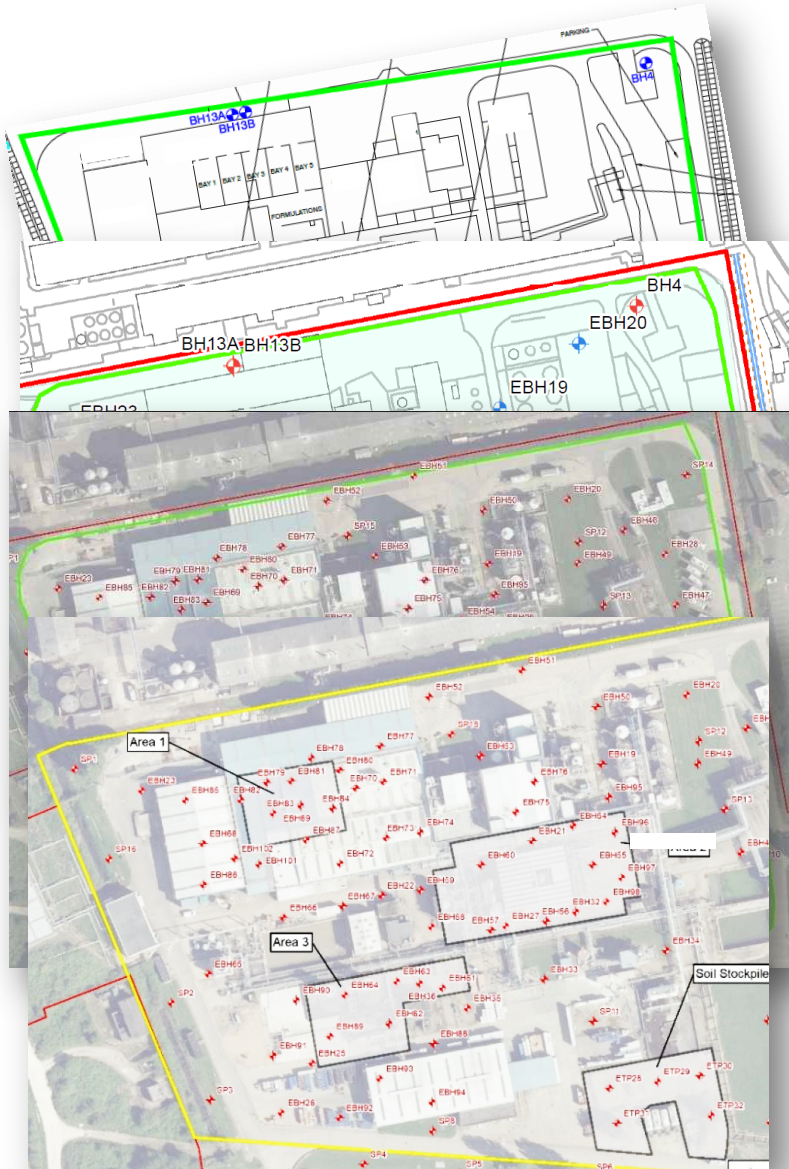 PARKING
BH4
BH13A
BH13B
BAY 1 BAY 2 BAY 3 BAY 4 BAY 5
FORMULATIONS
BH4
EBH20
BH13A BH13B
EBH19
EBH23
EBH51
SP14
EBH52
EBH20
EBH50
SP15
SP12
EBH46
EBH77
EBH53
EBH28
EBH78
EBH49
EBH19
EBH80
EBH79 EBH81
EBH76
EBH70 EBH71
EBH23
EBH85 EBH82
EBH95
EBH83 EBH69
EBH75
EBH54
SP13
EBH47
EBH51
EBH52
EBH20
EBH50
SP15
SP12
Area 1
EBH77
EBH78
EBH53
EBH49
EBH19
SP1
EBH80
EBH79 EBH81
EBH71
EBH76
EBH70
EBH23
EBH85 EBH82
EBH95
EBH83 EBH84
EBH75
SP13
EBH69
EBH54
EBH74
EBH96
EBH87
EBH73
EBH21
EBH68
EBH102
SP16
EBH101
EBH72
EBH60
EBH55
EBH97
EBH86
EBH59
EBH22
EBH67
EBH98
EBH66
EBH32
EBH58
EBH57 EBH27 EBH56
Area 3
EBH34
EBH65
EBH63
EBH33
Soil Stockpile
EBH64
EBH61
EBH90
EBH36
SP2
EBH35
SP11
EBH62
EBH89
EBH88
EBH91
EBH25
ETP30
ETP29
EBH93
ETP28
SP3
EBH94
EBH26
EBH92
ETP32
SP4
SP5
SP6